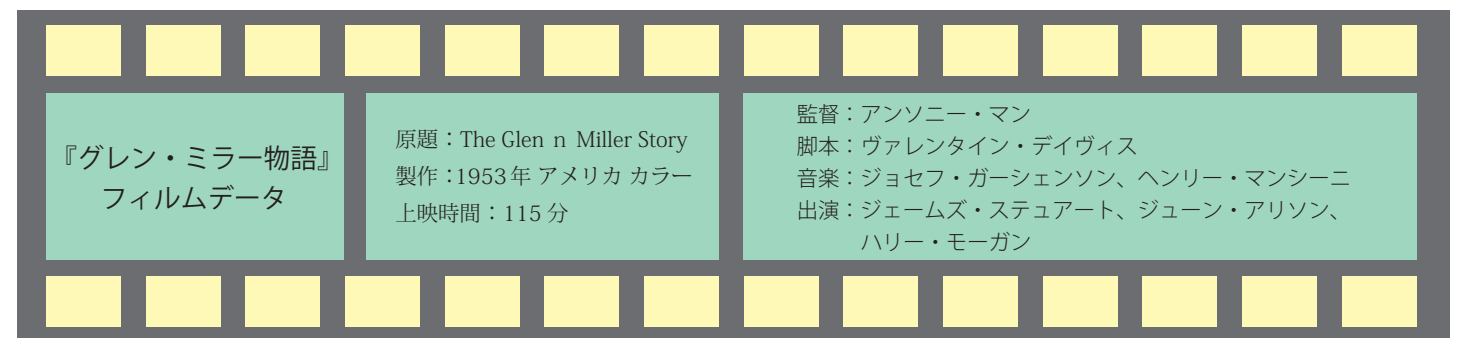 『グレン・ミラー物語』
フィルムデータ
原題：The Glen n Miller Story
製作：1953年 アメリカ カラー
上映時間：115分
監督：アンソニー・マン
脚本：ヴァレンタイン・デイヴィス
音楽：ジョセフ・ガーシェンソン、ヘンリー・マンシーニ
出演：ジェームズ・ステュアート、ジューン・アリソン、
ハリー・モーガン